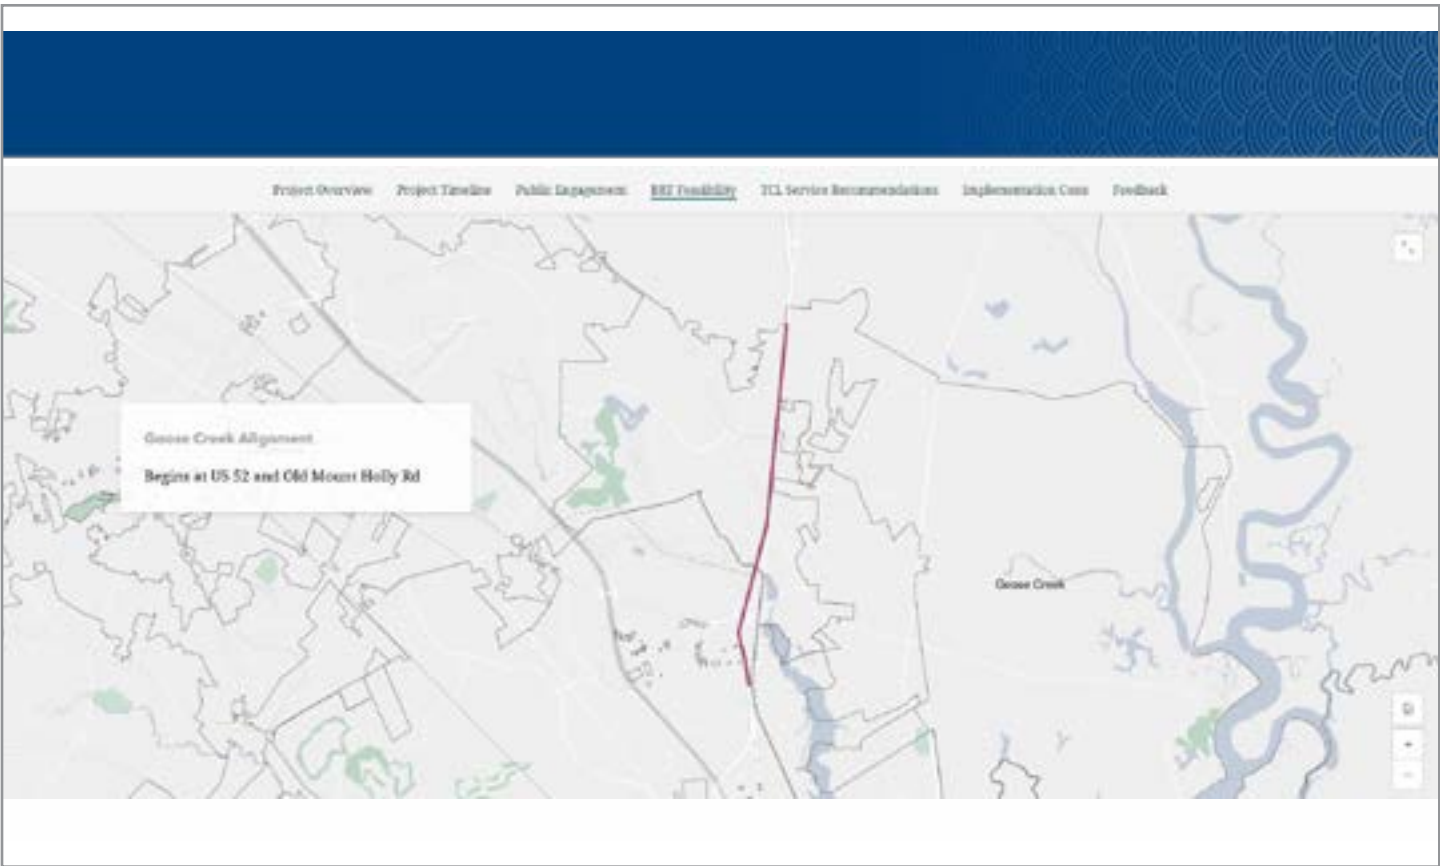 Project Overview Project Timeline Public Engagement BRT Feasibility TCL Service Recommendations Implementation Costs Feedback
Goose Creek Alignment
Begins at US 52 and Old Mount Holly Rd
Goose Creek